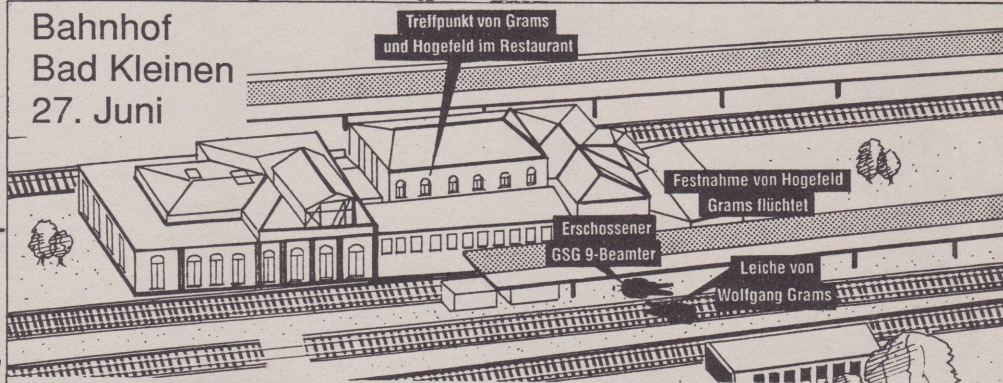 Bahnhof
Bad Kleinen
27. Juni
Treffpunkt von Grams
und Hogefeld im Restaurant
Festnahme von Hogefeld
Grams flüchtet
Erschossener
GSG 9-Beamter
Leiche von
Wolfgang Grams